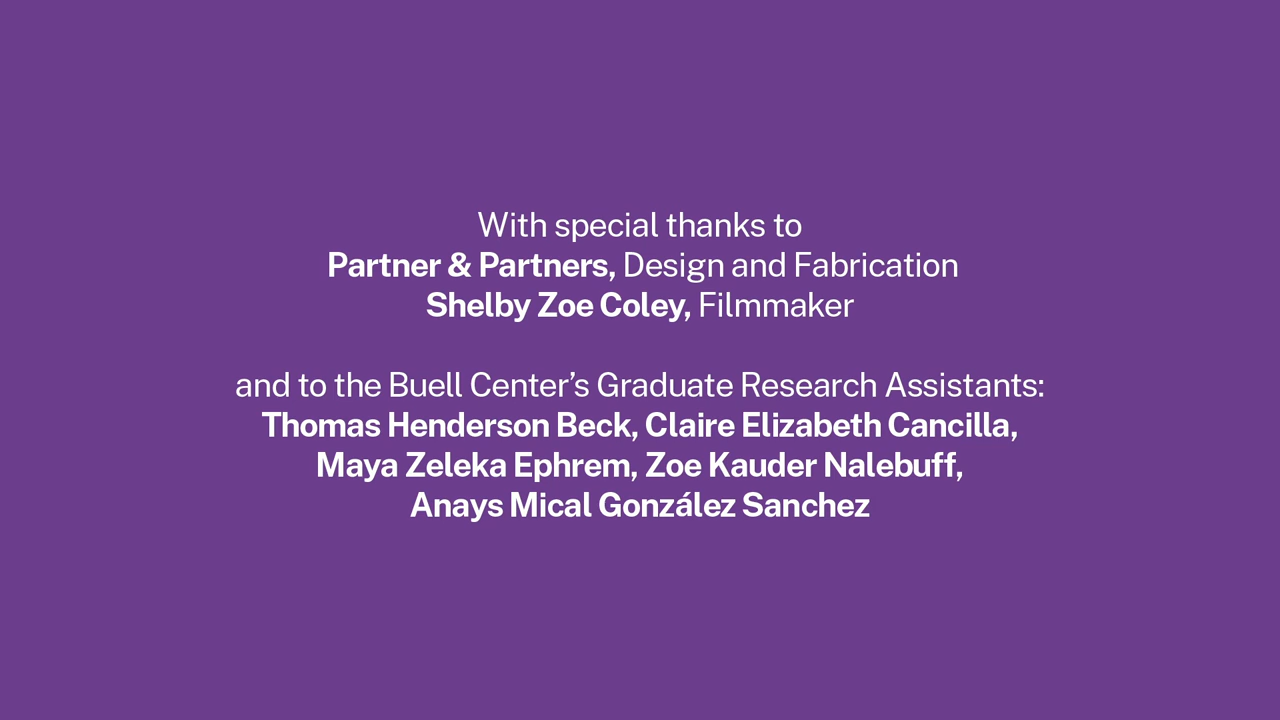 With special thanks to
Partner & Partners, Design and Fabrication
Shelby Zoe Coley, Filmmaker
and to the Buell Center’s Graduate Research Assistants:
Thomas Henderson Beck, Claire Elizabeth Cancilla,
Maya Zeleka Ephrem, Zoe Kauder Nalebuff,
Anays Mical González Sanchez